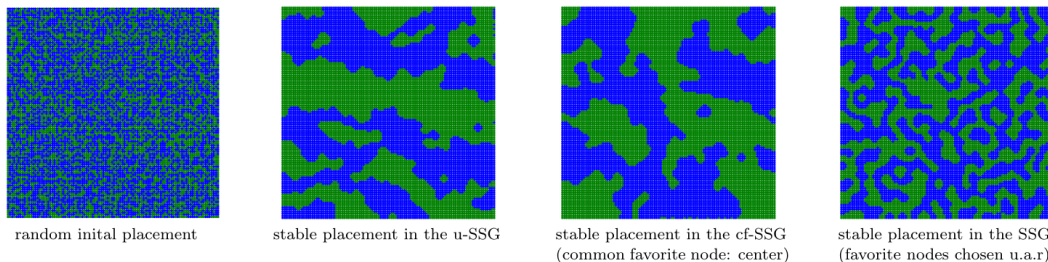 random inital placement
stable placement in the u-SSG
stable placement in the cf-SSG
(common favorite node: center)
stable placement in the SSG
(favorite nodes chosen u.a.r)